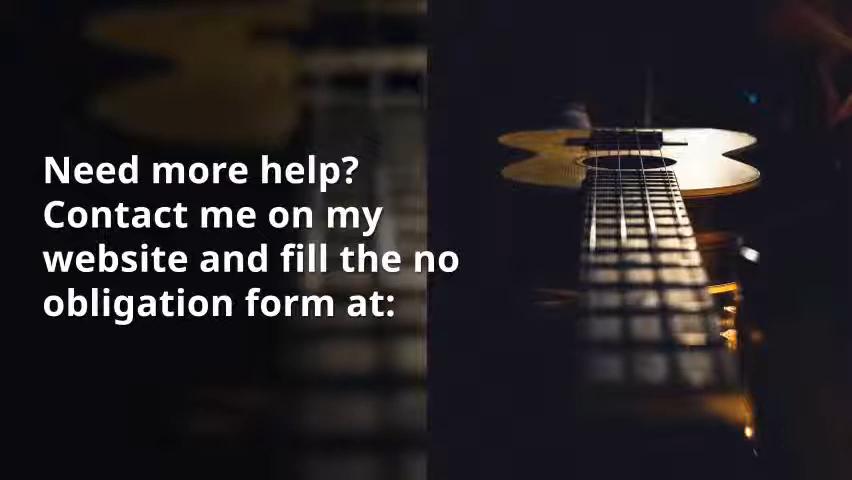 Need more help?
Contact me on my
website and fill the no
obligation form at: